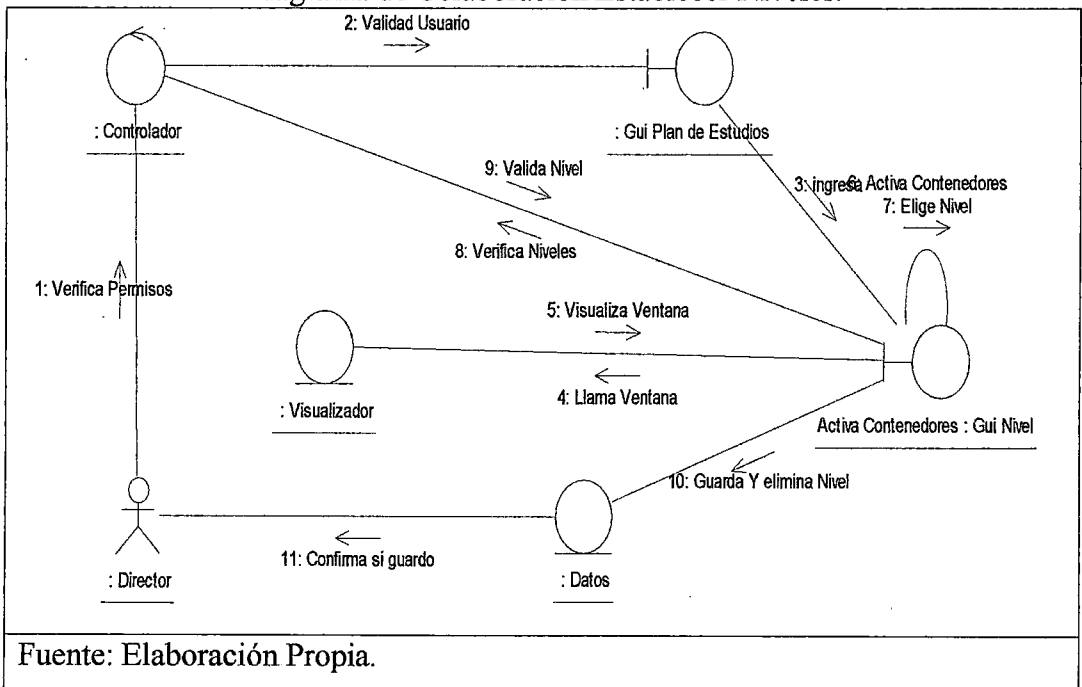 2: Validad Usuario
: Controlador
: Gui Plan de Estudios
9: Valida Nivel
3: ingresa
6: Activa Contenedores
7: Elige Nivel
8: Verifica Niveles
1: Verifica Permisos
5: Visualiza Ventana
: Visualizador
4: Llama Ventana
Activa Contenedores : Gui Nivel
10: Guarda Y elimina Nivel
11: Confirma si guardo
: Director
: Datos
Fuente: Elaboración Propia.